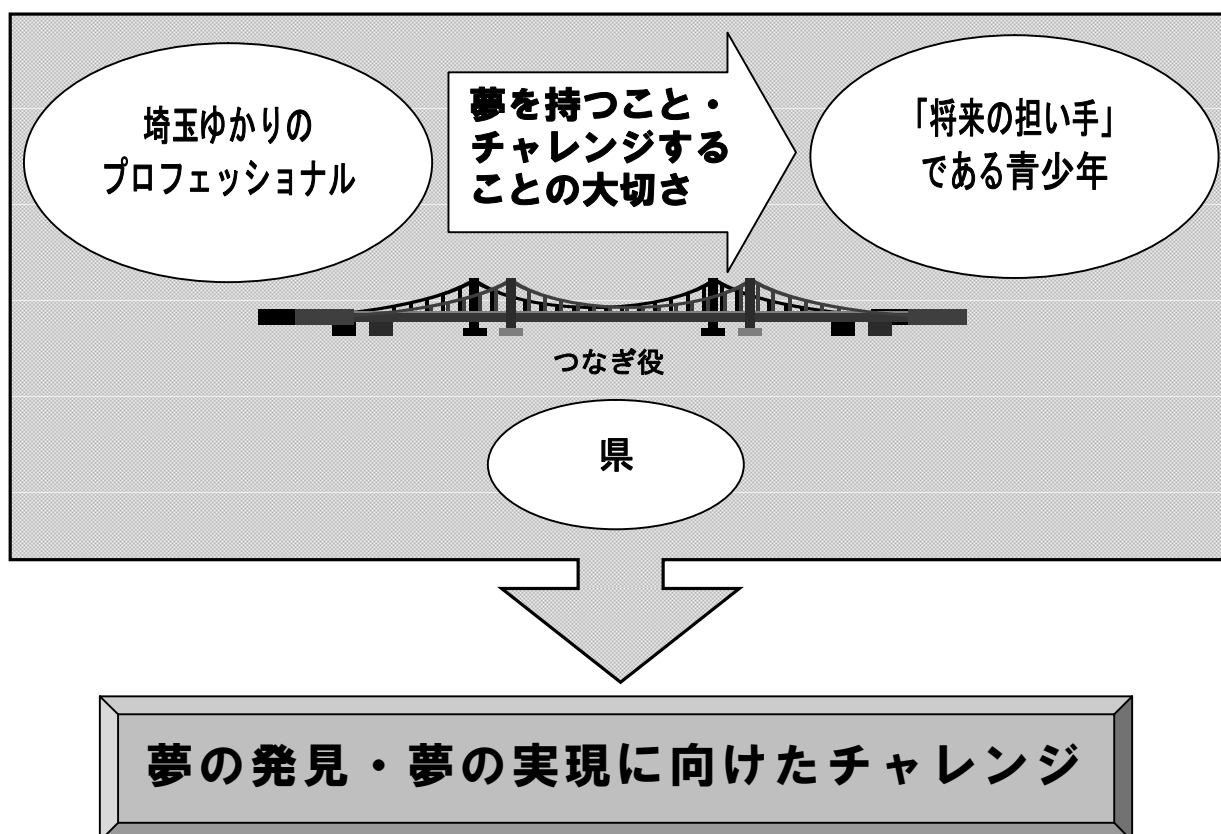 埼玉ゆかりの
プロフェッショナル
夢を持つこと・
チャレンジする
ことの大切さ
「将来の担い手」
である青少年
つなぎ役
県
夢の発見・夢の実現に向けたチャレンジ